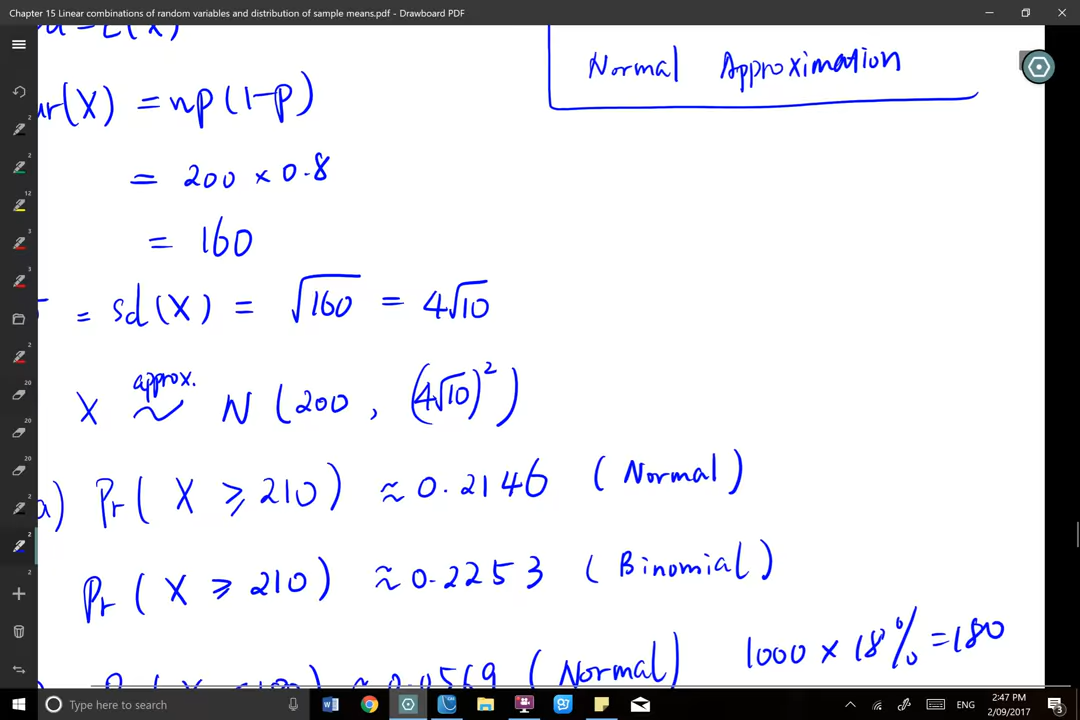 Chapter 15 Linear combinations of random variables and distribution of sample means.pdf - Drawboard PDF
Normal Approximation
(X) = np(1-p)
= 200 × 0.8
= 160
= sd(X) = √160 = 4√10
X approx. ~ N(200, (4√10)²)
a) Pr(X ≥ 210) ≈ 0.2146 (Normal)
Pr(X ≥ 210) ≈ 0.2253 (Binomial)
1000 × 18% = 180
(Normal)
Type here to search
ENG
2:47 PM
2/09/2017